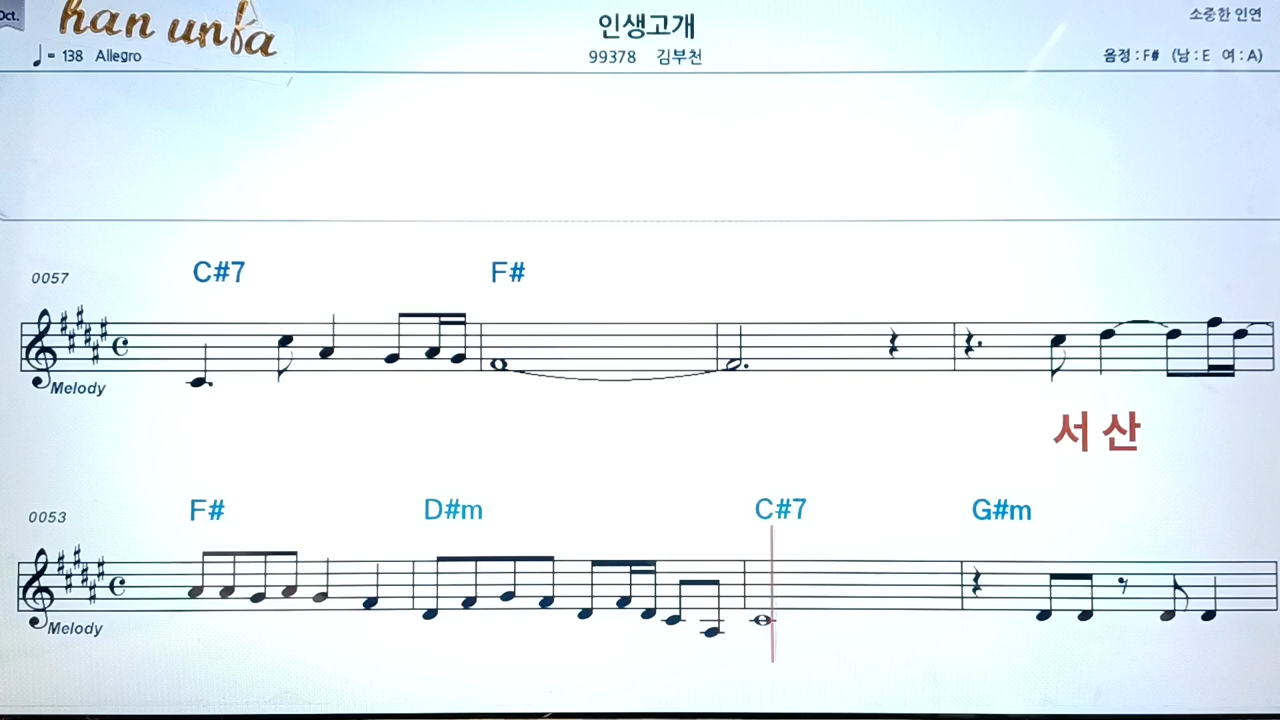 Oct.
han unfa
인생고개
소중한 인연
♩= 138 Allegro
99378 김부천
음정 : F# (남 : E 여 : A)
0057
C#7 F#
Melody
서 산
0053
F# D#m C#7 G#m
Melody